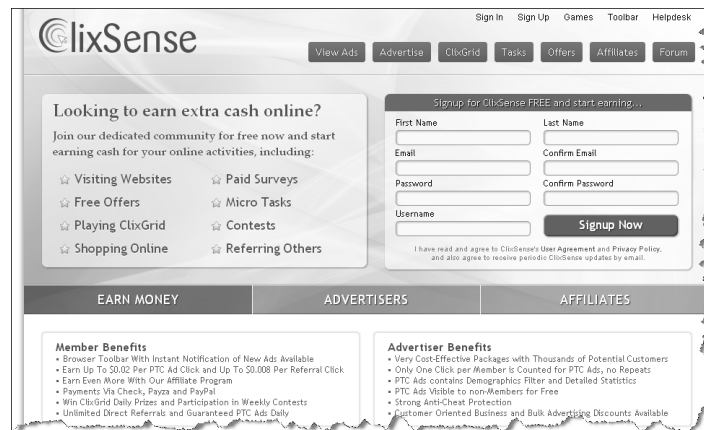 Sign In Sign Up Games Toolbar Helpdesk
ClixSense
View Ads Advertise ClixGrid Tasks Offers Affiliates Forum
Looking to earn extra cash online?
Join our dedicated community for free now and start
earning cash for your online activities, including:
Visiting Websites Paid Surveys
Free Offers Micro Tasks
Playing ClixGrid Contests
Shopping Online Referring Others
Signup for ClixSense FREE and start earning...
First Name Last Name
Email Confirm Email
Password Confirm Password
Username
Signup Now
I have read and agree to ClixSense's User Agreement and Privacy Policy,
and also agree to receive periodic ClixSense updates by email.
EARN MONEY ADVERTISERS AFFILIATES
Member Benefits
• Browser Toolbar With Instant Notification of New Ads Available
• Earn Up To $0.02 Per PTC Ad Click and Up To $0.008 Per Referral Click
• Earn Even More With Our Affiliate Program
• Payments Via Check, Payza and PayPal
• Win ClixGrid Daily Prizes and Participation in Weekly Contests
• Unlimited Direct Referrals and Guaranteed PTC Ads Daily
Advertiser Benefits
• Very Cost-Effective Packages with Thousands of Potential Customers
• Only One Click per Member is Counted for PTC Ads, no Repeats
• PTC Ads contains Demographics Filter and Detailed Statistics
• PTC Ads Visible to non-Members for Free
• Strong Anti-Cheat Protection
• Customer Oriented Business and Bulk Advertising Discounts Available